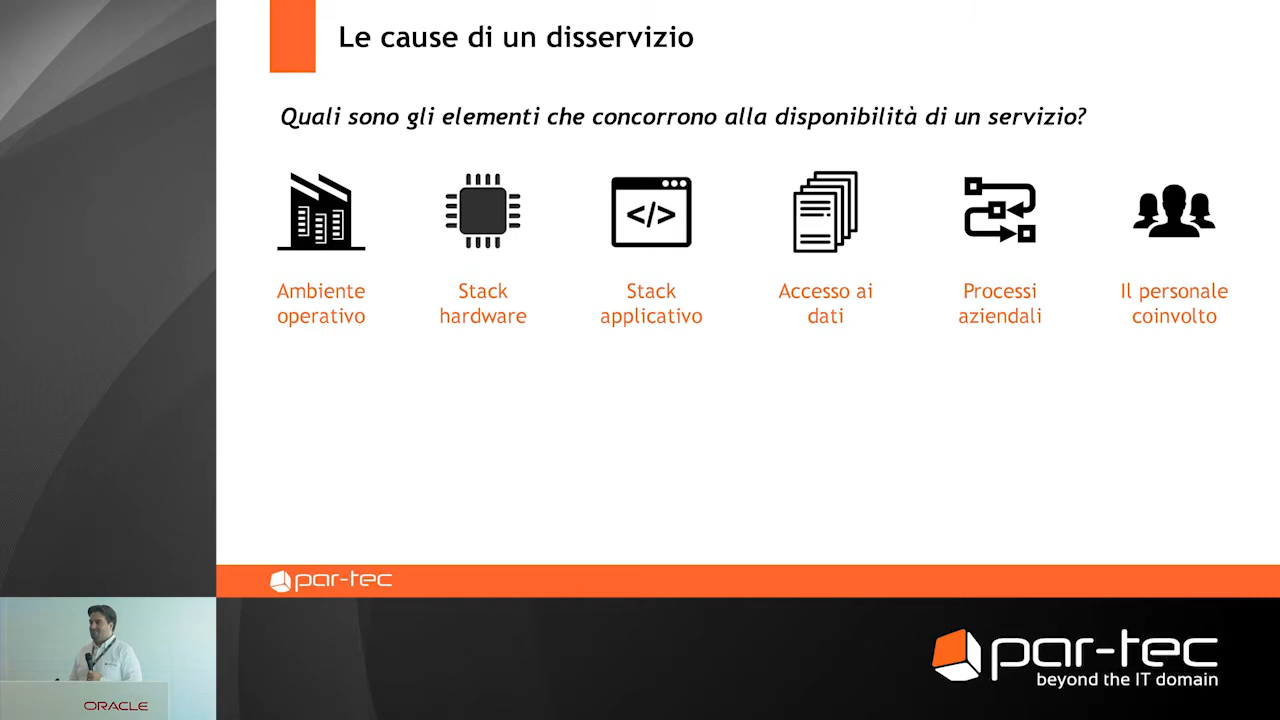 Le cause di un disservizio
Quali sono gli elementi che concorrono alla disponibilità di un servizio?
</>
Ambiente
operativo
Stack
hardware
Stack
applicativo
Accesso ai
dati
Processi
aziendali
Il personale
coinvolto
par-tec
ORACLE
par-tec
beyond the IT domain